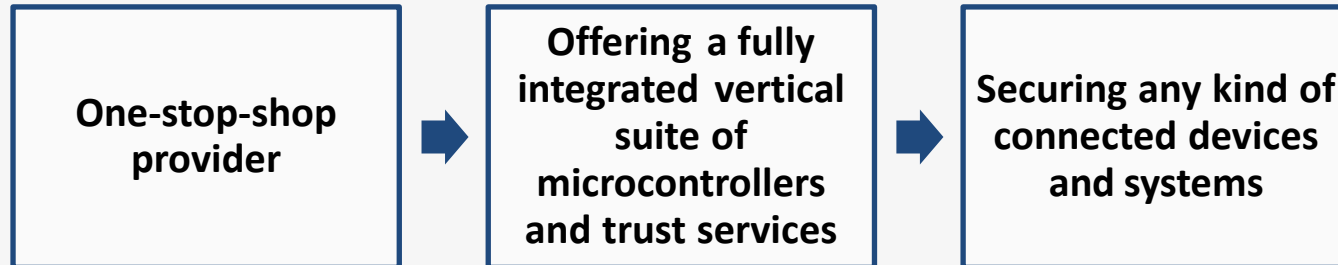 One-stop-shop
provider
Offering a fully
integrated vertical
suite of
microcontrollers
and trust services
Securing any kind of
connected devices
and systems